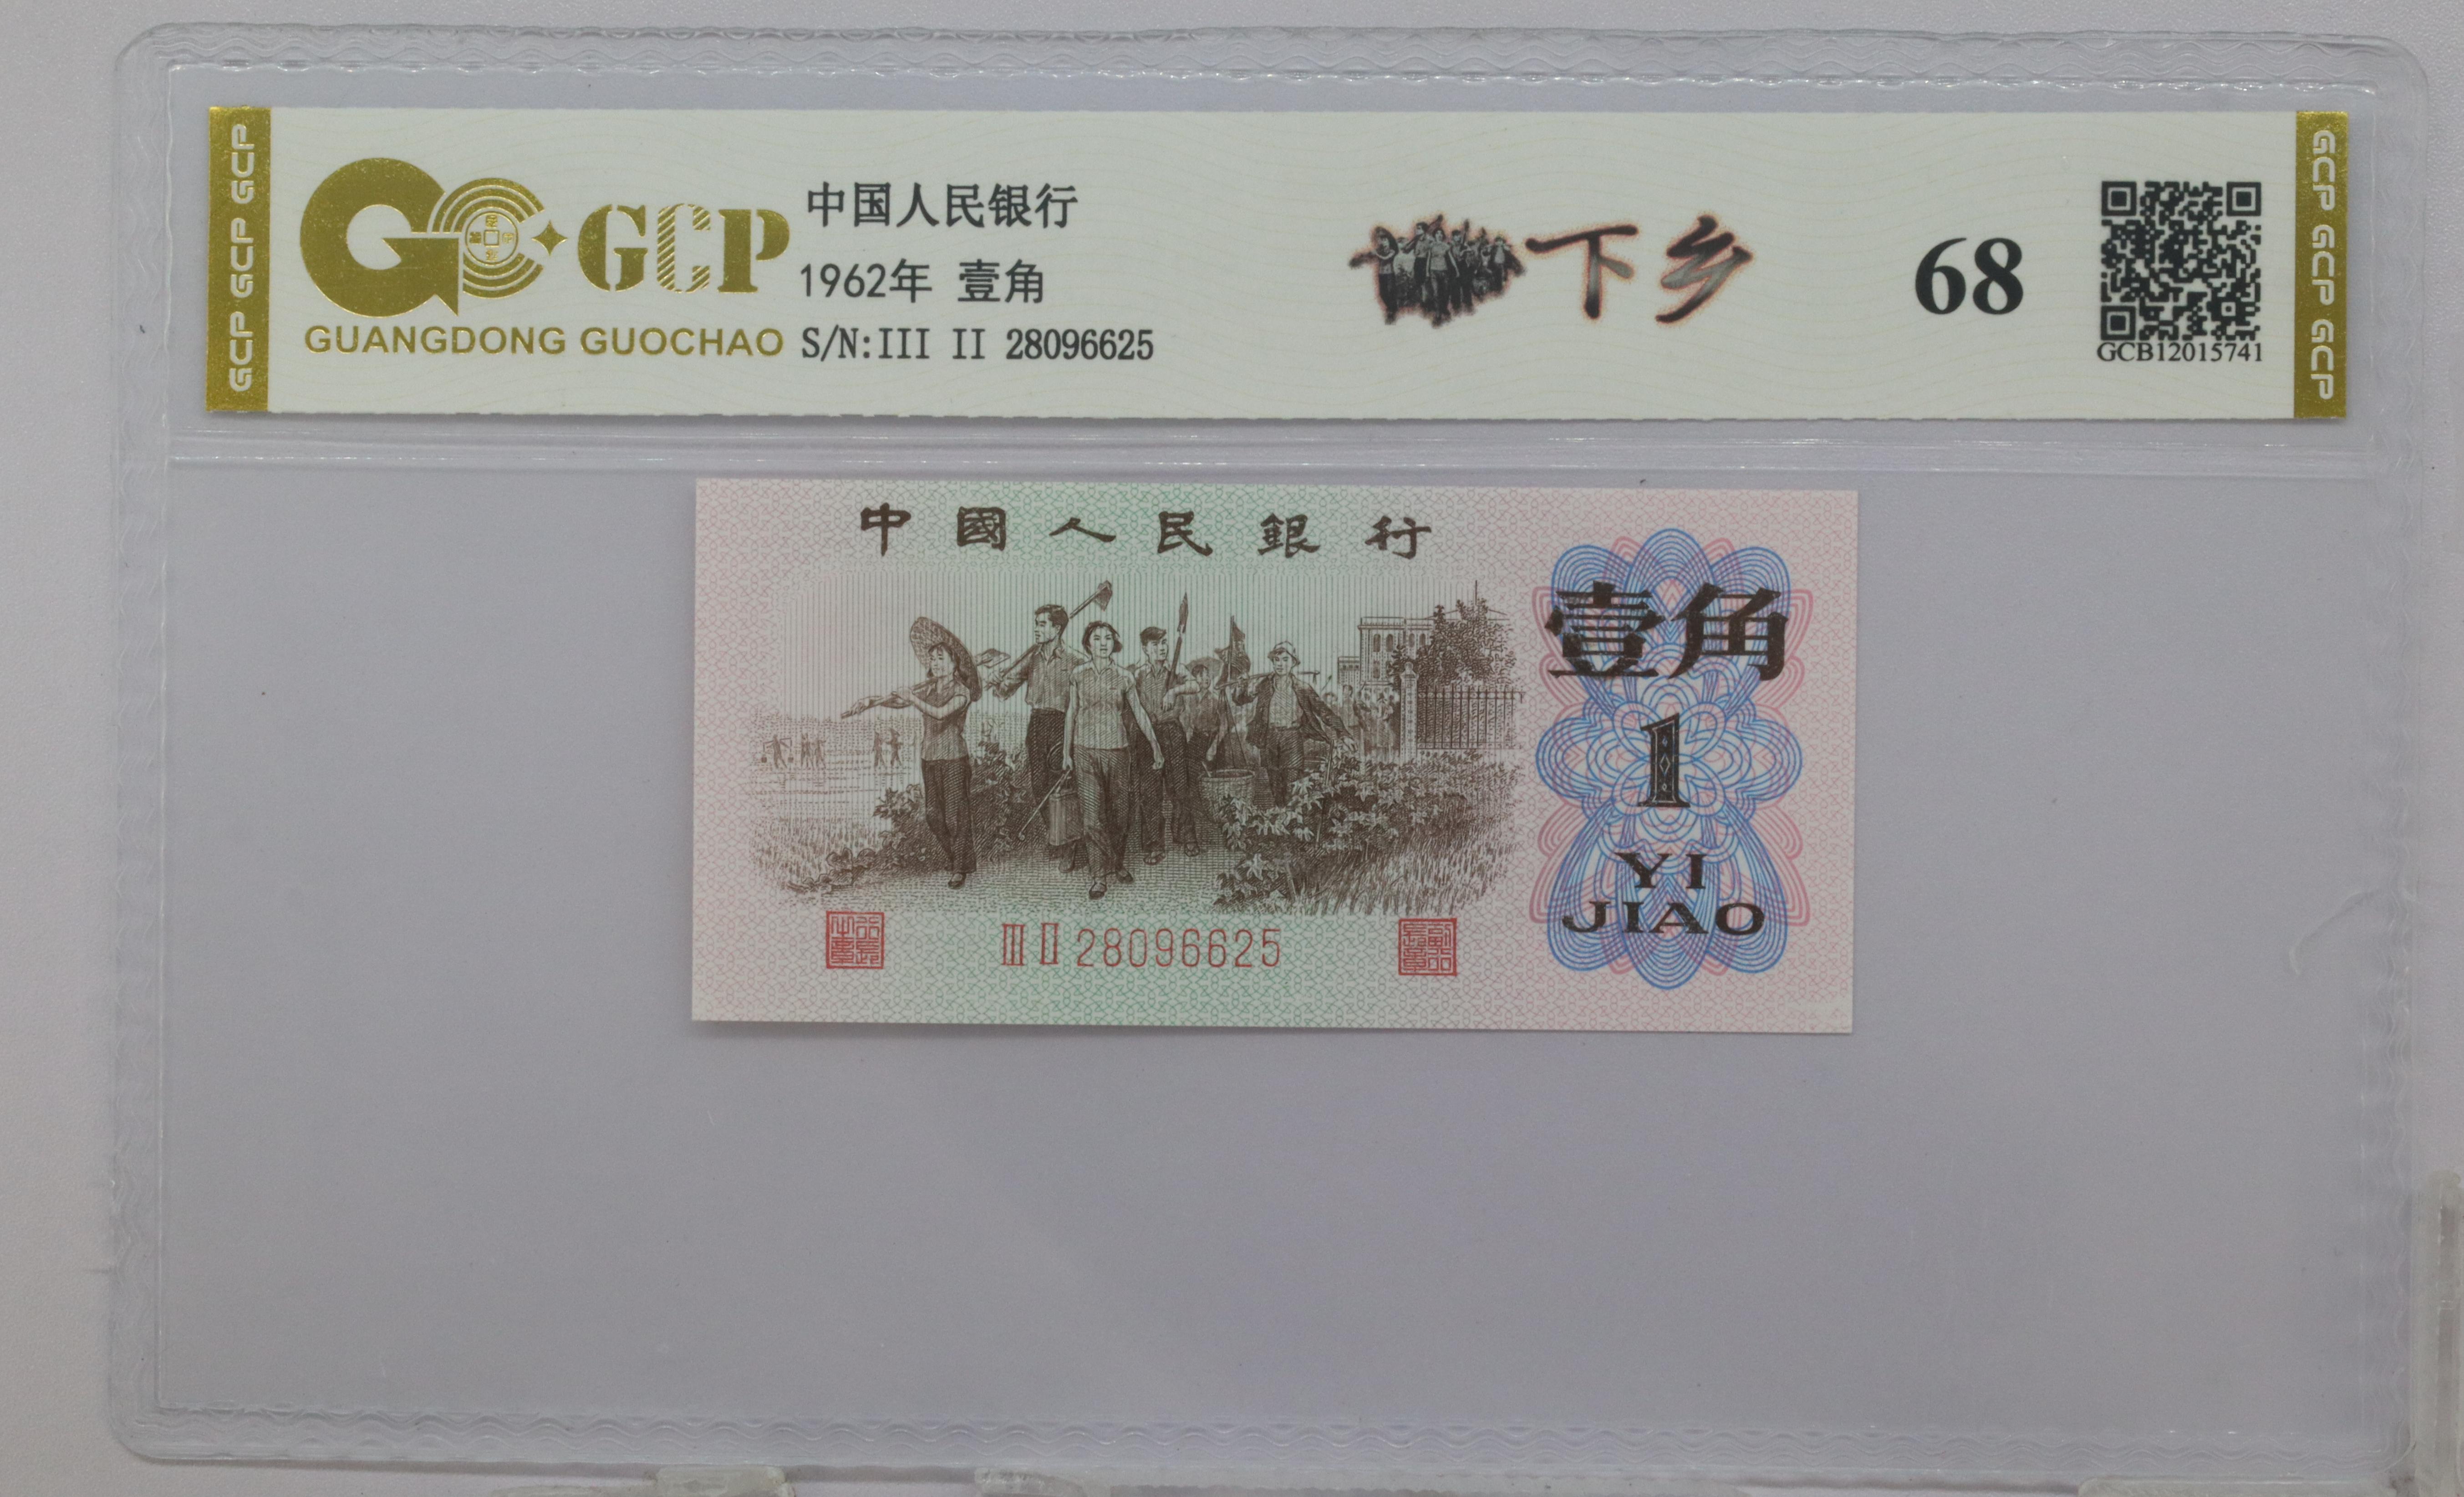 GCP GCP GCP
GCP
GUANGDONG GUOCHAO
中国人民银行
1962年 壹角
S/N:III II 28096625
下乡
68
GCB12015741
GCP GCP GCP
中國人民銀行
壹角
1
YI
JIAO
III II 28096625